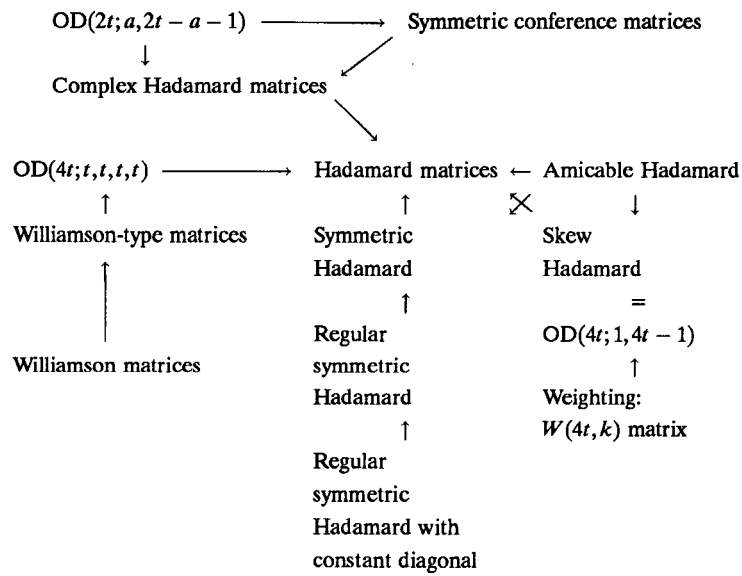 OD(2t; a, 2t − a − 1) → Symmetric conference matrices
↓ ↙
Complex Hadamard matrices
↘
OD(4t; t, t, t, t) → Hadamard matrices ← Amicable Hadamard
↑ ↑ ↓
Williamson-type matrices Symmetric Skew
Hadamard Hadamard
↑ ↑ =
Regular OD(4t; 1, 4t − 1)
Williamson matrices symmetric ↑
Hadamard Weighting:
↑ W(4t, k) matrix
Regular
symmetric
Hadamard with
constant diagonal